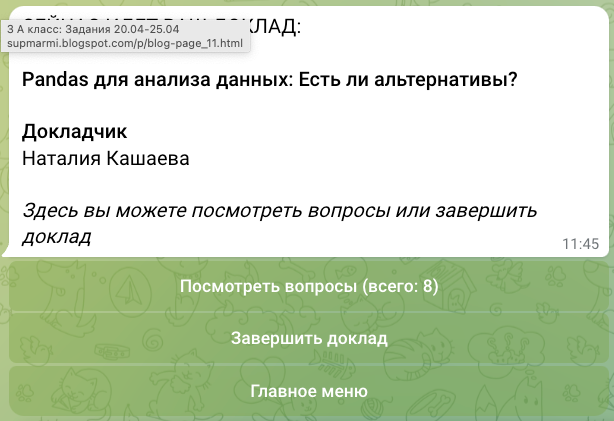 ДОКЛАД:
3 А класс: Задания 20.04-25.04
supmarmi.blogspot.com/p/blog-page_11.html
Pandas для анализа данных: Есть ли альтернативы?
Докладчик
Наталия Кашаева
Здесь вы можете посмотреть вопросы или завершить
доклад
11:45
Посмотреть вопросы (всего: 8)
Завершить доклад
Главное меню